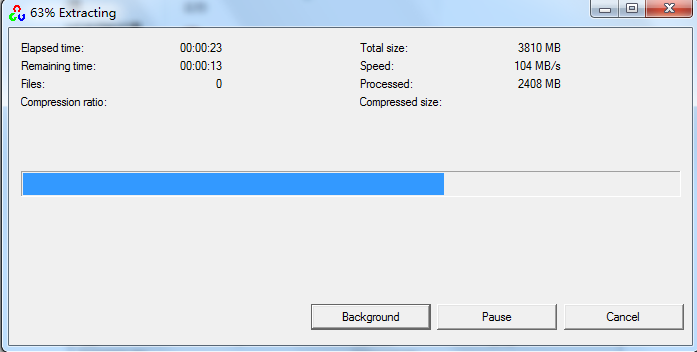 63% Extracting
Elapsed time: 00:00:23 Total size: 3810 MB
Remaining time: 00:00:13 Speed: 104 MB/s
Files: 0 Processed: 2408 MB
Compression ratio: Compressed size:
Background Pause Cancel